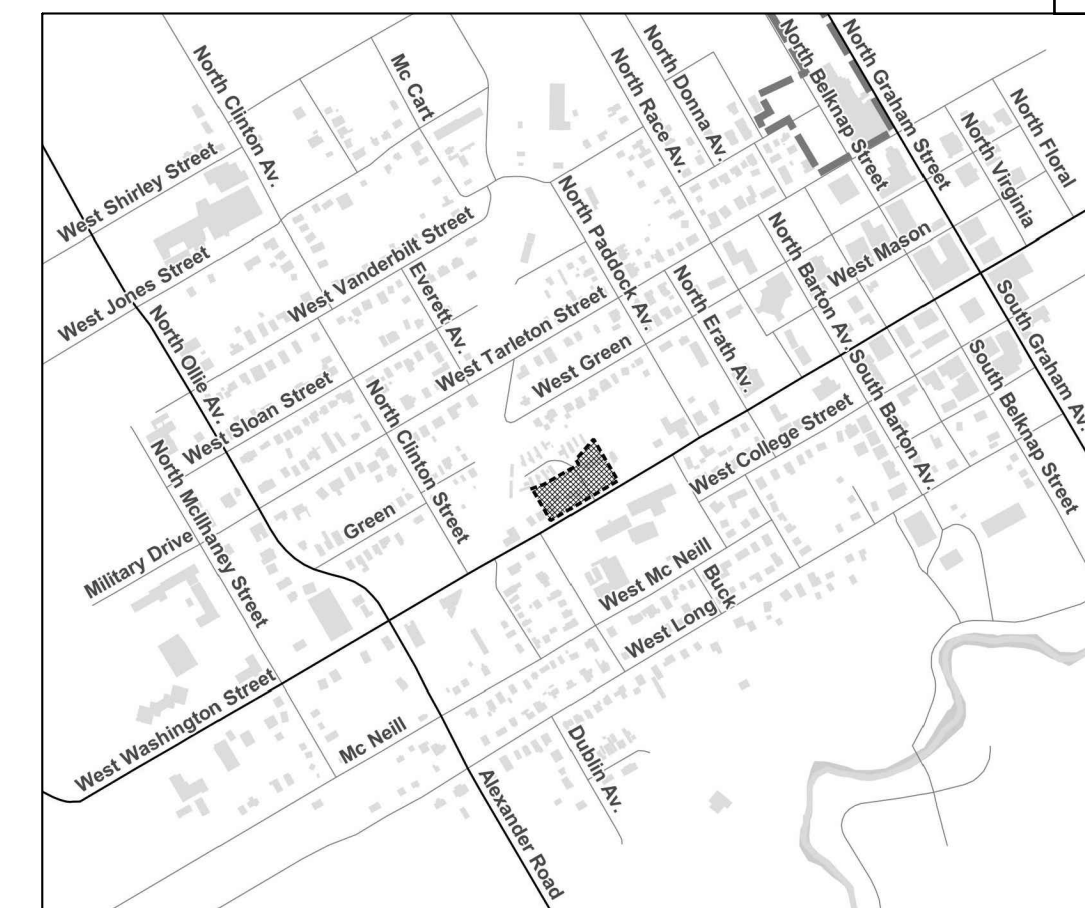 North Clinton Av.
Mc Cart
North Race Av.
North Donna Av.
North Belknap Street
North Graham Street
North Virginia
North Floral
West Shirley Street
West Jones Street
West Vanderbilt Street
Everett Av.
North Paddock Av.
North Erath Av.
North Barton Av.
West Mason
North Ollie Av.
West Sloan Street
West Tarleton Street
West Green
South Graham Av.
South Belknap Street
South Barton Av.
West College Street
North Clinton Street
North McIlhaney Street
Military Drive
Green
West Mc Neill
Buck
West Long
West Washington Street
Mc Neill
Dublin Av.
Alexander Road